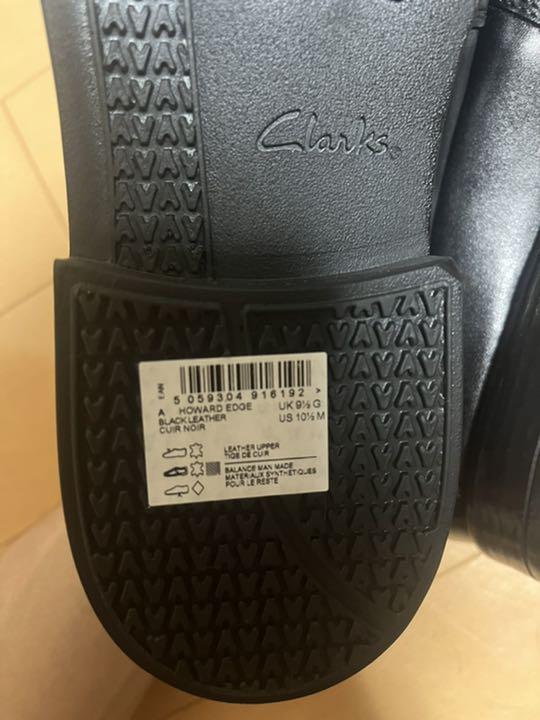 Clarks
EAN
5 059304 916192 >
A HOWARD EDGE UK 9½ G
BLACK LEATHER US 10½ M
CUIR NOIR
LEATHER UPPER
TIGE DE CUIR
BALANCE MAN MADE
MATERIAUX SYNTHETIQUES
POUR LE RESTE